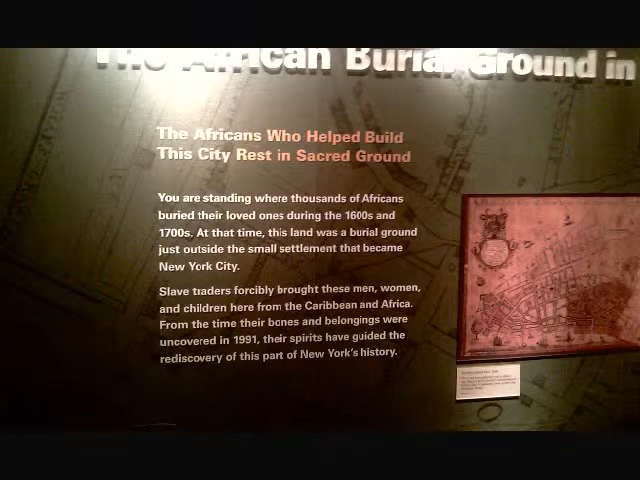 The African Burial Ground in
The Africans Who Helped Build
This City Rest in Sacred Ground
You are standing where thousands of Africans
buried their loved ones during the 1600s and
1700s. At that time, this land was a burial ground
just outside the small settlement that became
New York City.
Slave traders forcibly brought these men, women,
and children here from the Caribbean and Africa.
From the time their bones and belongings were
uncovered in 1991, their spirits have guided the
rediscovery of this part of New York's history.